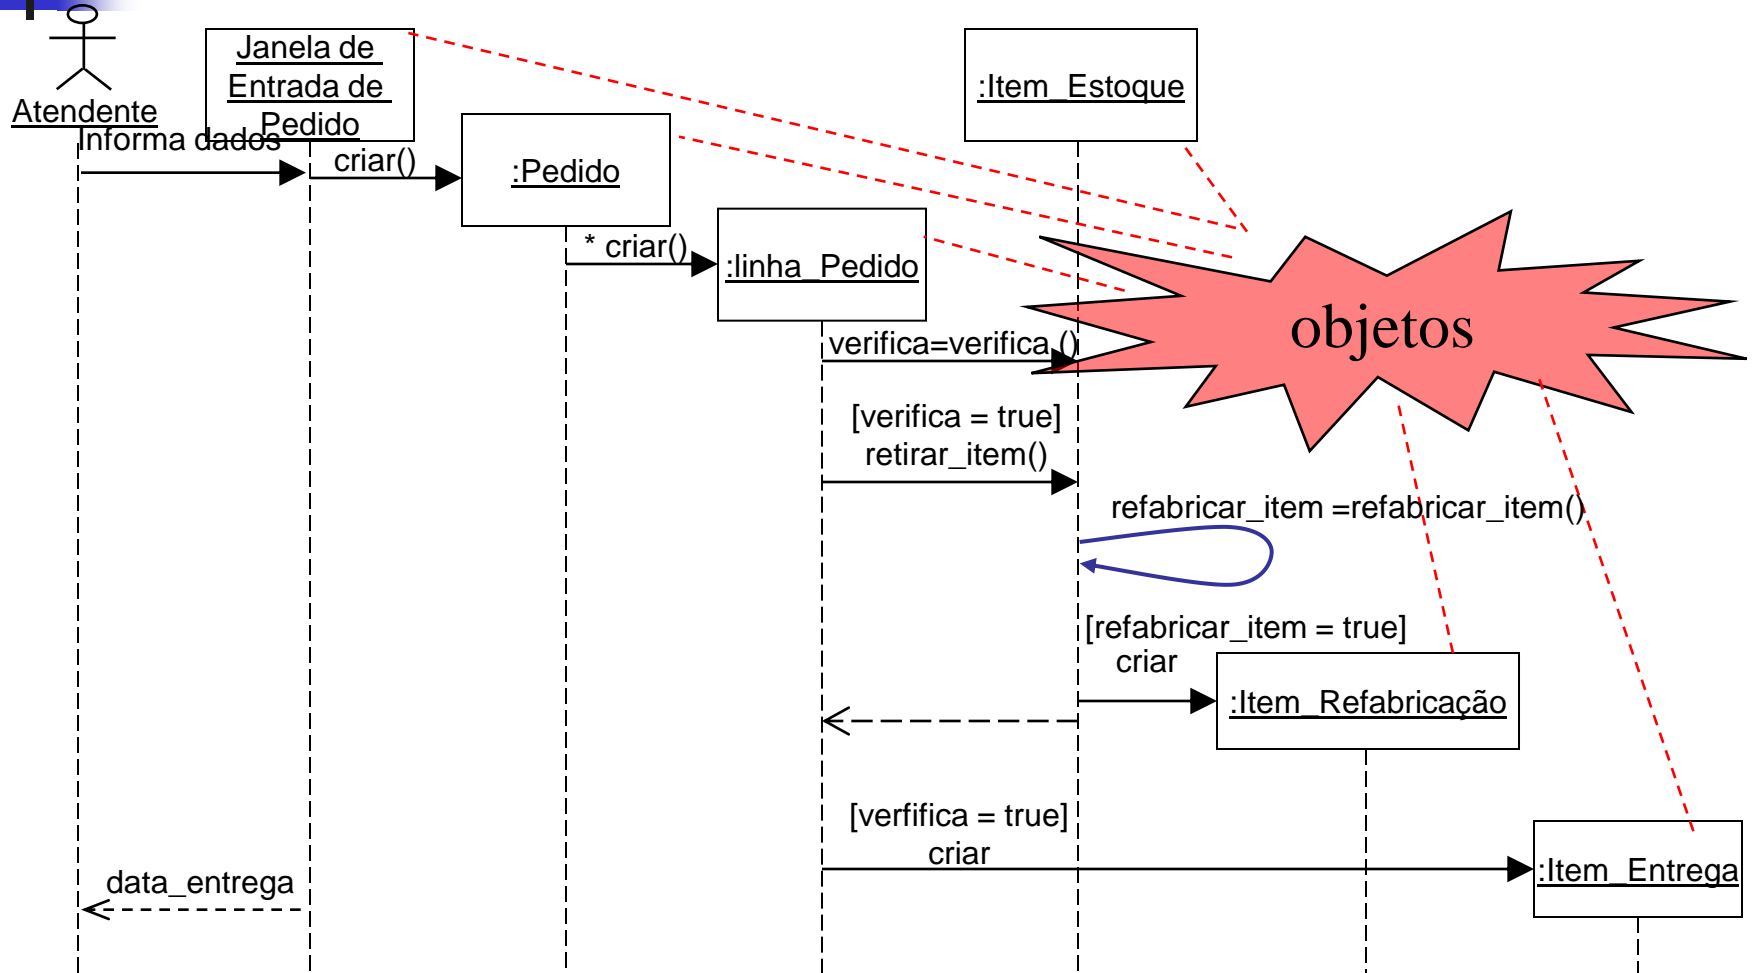 Janela de
Entrada de
Pedido
:Item_Estoque
Atendente
Informa dados
criar()
:Pedido
* criar()
:linha_Pedido
objetos
verifica=verifica ()
[verifica = true]
retirar_item()
refabricar_item =refabricar_item()
[refabricar_item = true]
criar
:Item_Refabricação
[verfifica = true]
criar
:Item_Entrega
data_entrega